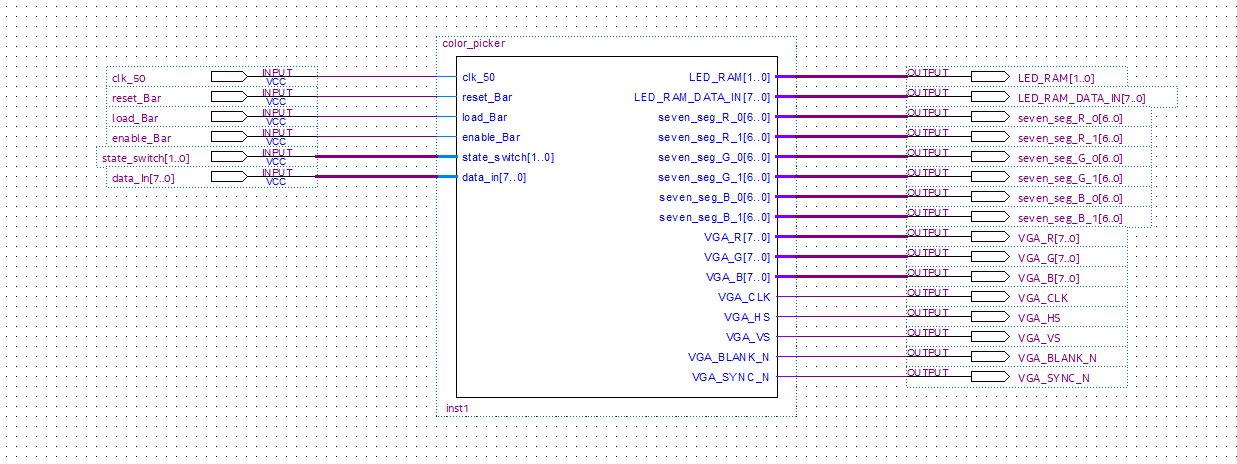 color_picker
clk_50 INPUT VCC clk_50 LED_RAM[1..0] OUTPUT LED_RAM[1..0]
reset_Bar INPUT VCC reset_Bar LED_RAM_DATA_IN[7..0] OUTPUT LED_RAM_DATA_IN[7..0]
load_Bar INPUT VCC load_Bar seven_seg_R_0[6..0] OUTPUT seven_seg_R_0[6..0]
enable_Bar INPUT VCC enable_Bar seven_seg_R_1[6..0] OUTPUT seven_seg_R_1[6..0]
state_switch[1..0] INPUT VCC state_switch[1..0] seven_seg_G_0[6..0] OUTPUT seven_seg_G_0[6..0]
data_In[7..0] INPUT VCC data_in[7..0] seven_seg_G_1[6..0] OUTPUT seven_seg_G_1[6..0]
seven_seg_B_0[6..0] OUTPUT seven_seg_B_0[6..0]
seven_seg_B_1[6..0] OUTPUT seven_seg_B_1[6..0]
VGA_R[7..0] OUTPUT VGA_R[7..0]
VGA_G[7..0] OUTPUT VGA_G[7..0]
VGA_B[7..0] OUTPUT VGA_B[7..0]
VGA_CLK OUTPUT VGA_CLK
VGA_HS OUTPUT VGA_HS
VGA_VS OUTPUT VGA_VS
VGA_BLANK_N OUTPUT VGA_BLANK_N
VGA_SYNC_N OUTPUT VGA_SYNC_N
inst1